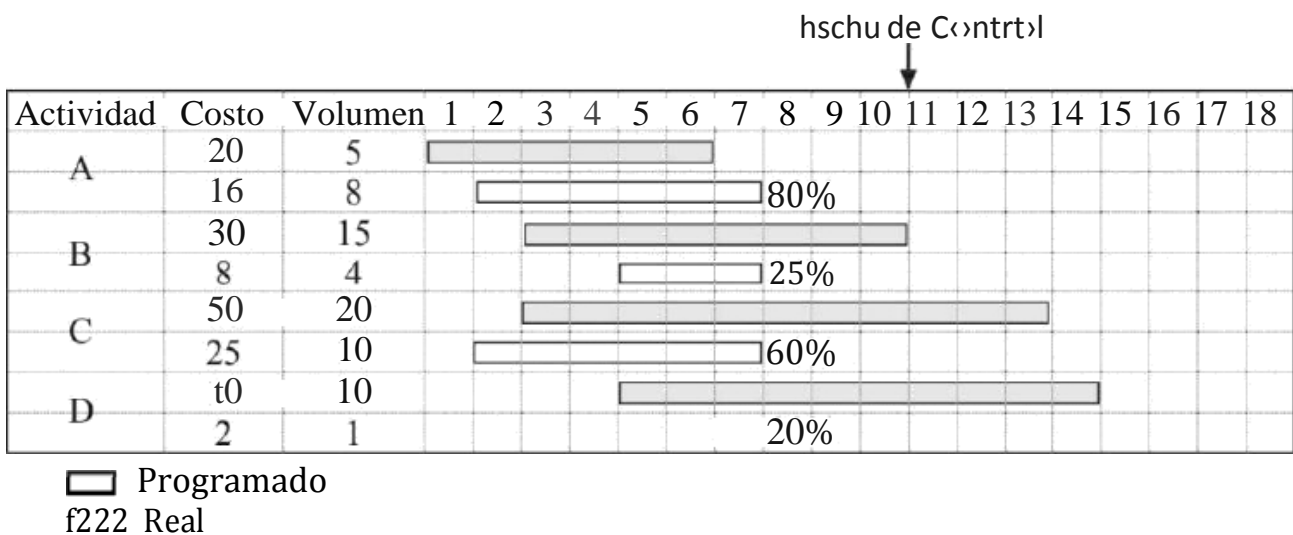 hschu de C‹›ntrt›l
Actividad Costo Volumen 1 2 3 4 5 6 7 8 9 10 11 12 13 14 15 16 17 18
A
20 5
16 8 80%
B
30 15
8 4 25%
C
50 20
25 10 60%
D
t0 10
2 1 20%
Programado
f222 Real